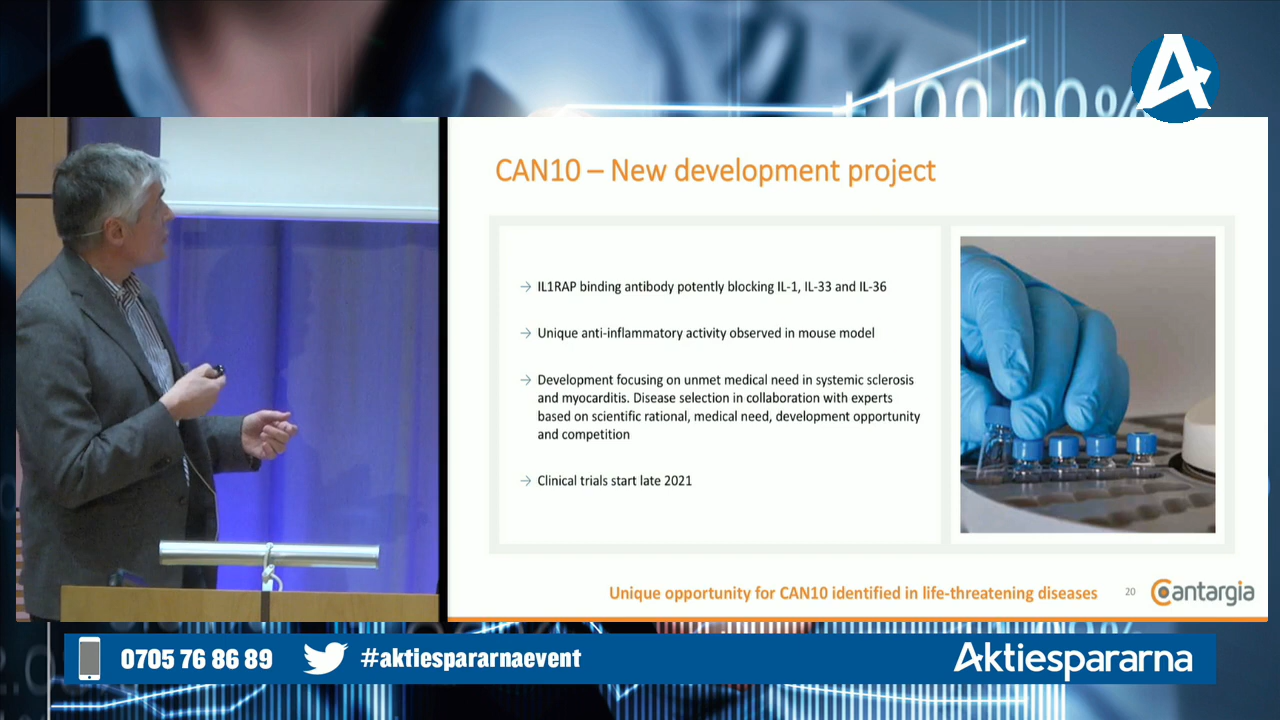 +100.00%
CAN10 – New development project
→ IL1RAP binding antibody potently blocking IL-1, IL-33 and IL-36
→ Unique anti-inflammatory activity observed in mouse model
→ Development focusing on unmet medical need in systemic sclerosis
and myocarditis. Disease selection in collaboration with experts
based on scientific rational, medical need, development opportunity
and competition
→ Clinical trials start late 2021
Unique opportunity for CAN10 identified in life-threatening diseases
20
Cantargia
0705 76 86 89
#aktiespararnaevent
Aktiespararna